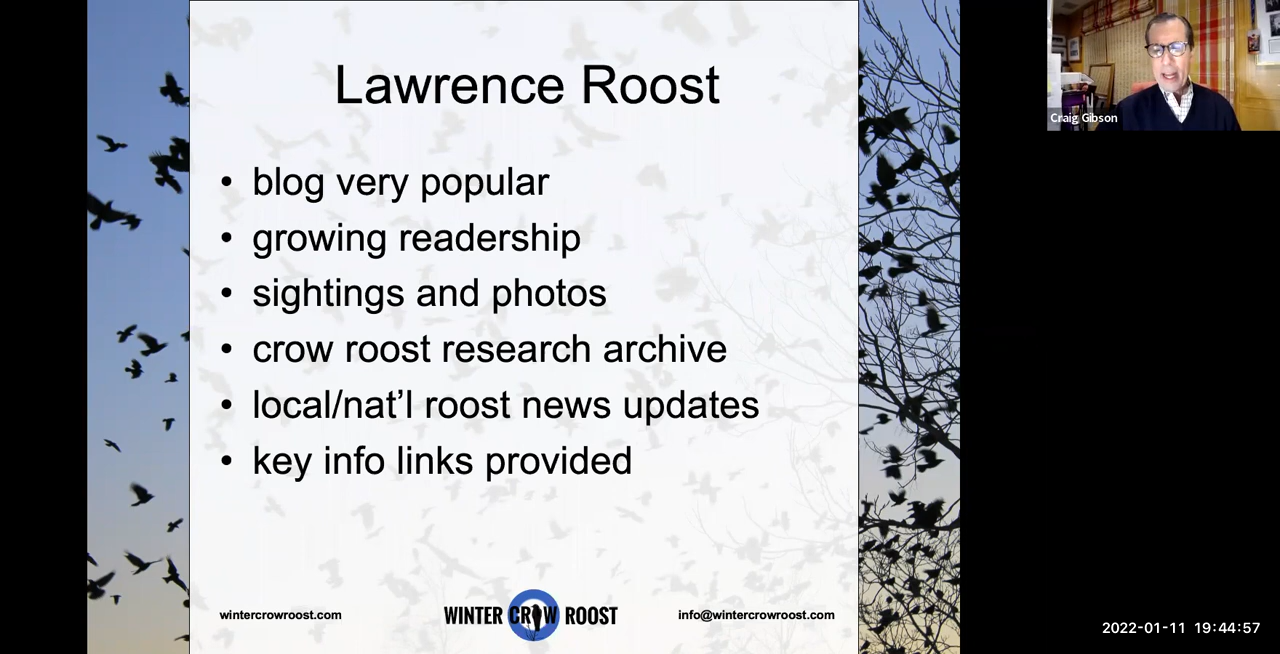 Lawrence Roost
• blog very popular
• growing readership
• sightings and photos
• crow roost research archive
• local/nat’l roost news updates
• key info links provided
wintercrowroost.com
WINTER CROW ROOST
info@wintercrowroost.com
Craig Gibson
2022-01-11 19:44:57